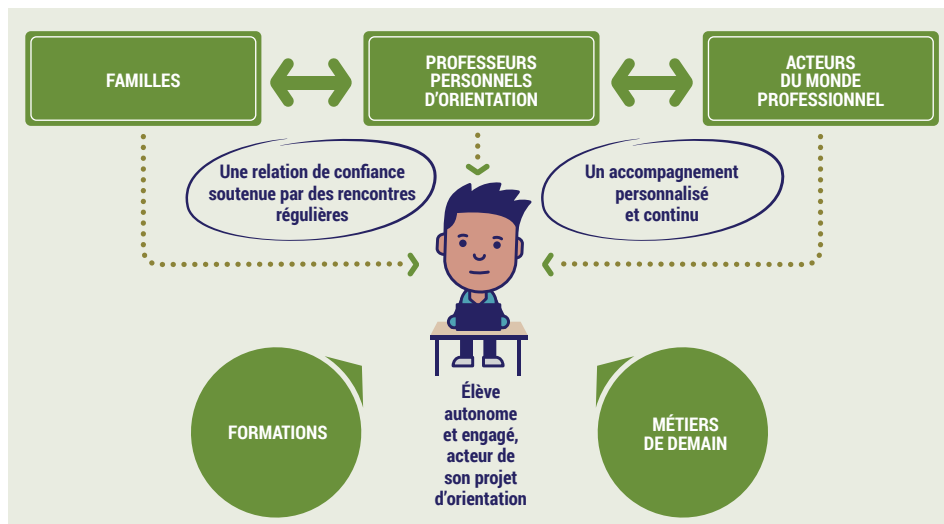 FAMILLES
PROFESSEURS
PERSONNELS
D'ORIENTATION
ACTEURS
DU MONDE
PROFESSIONNEL
Une relation de confiance
soutenue par des rencontres
régulières
Un accompagnement
personnalisé
et continu
Élève
autonome
et engagé,
acteur de
son projet
d'orientation
FORMATIONS
MÉTIERS
DE DEMAIN